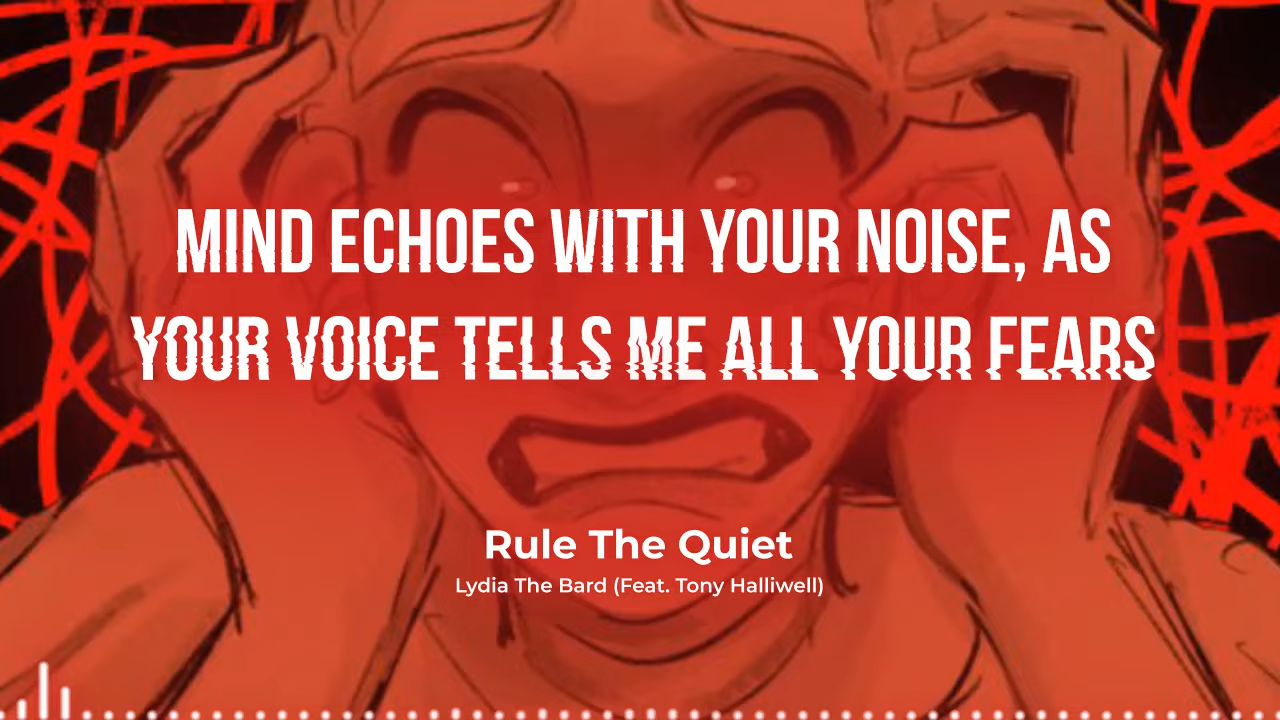 MIND ECHOES WITH YOUR NOISE, AS
YOUR VOICE TELLS ME ALL YOUR FEARS
Rule The Quiet
Lydia The Bard (Feat. Tony Halliwell)